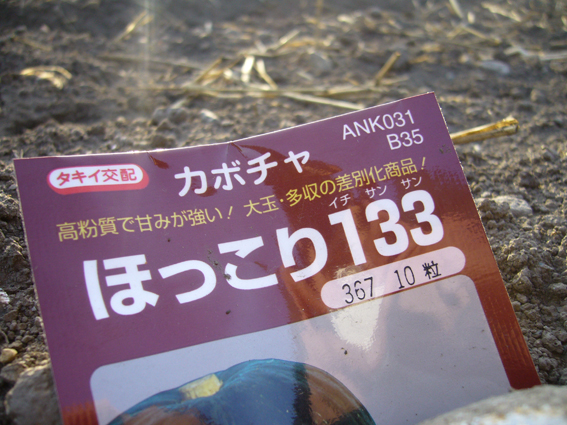 ANK031
B35
タキイ交配
カボチャ
高粉質で甘みが強い！ 大玉・多収の差別化商品！
イチ サン サン
ほっこり133
367 10 粒